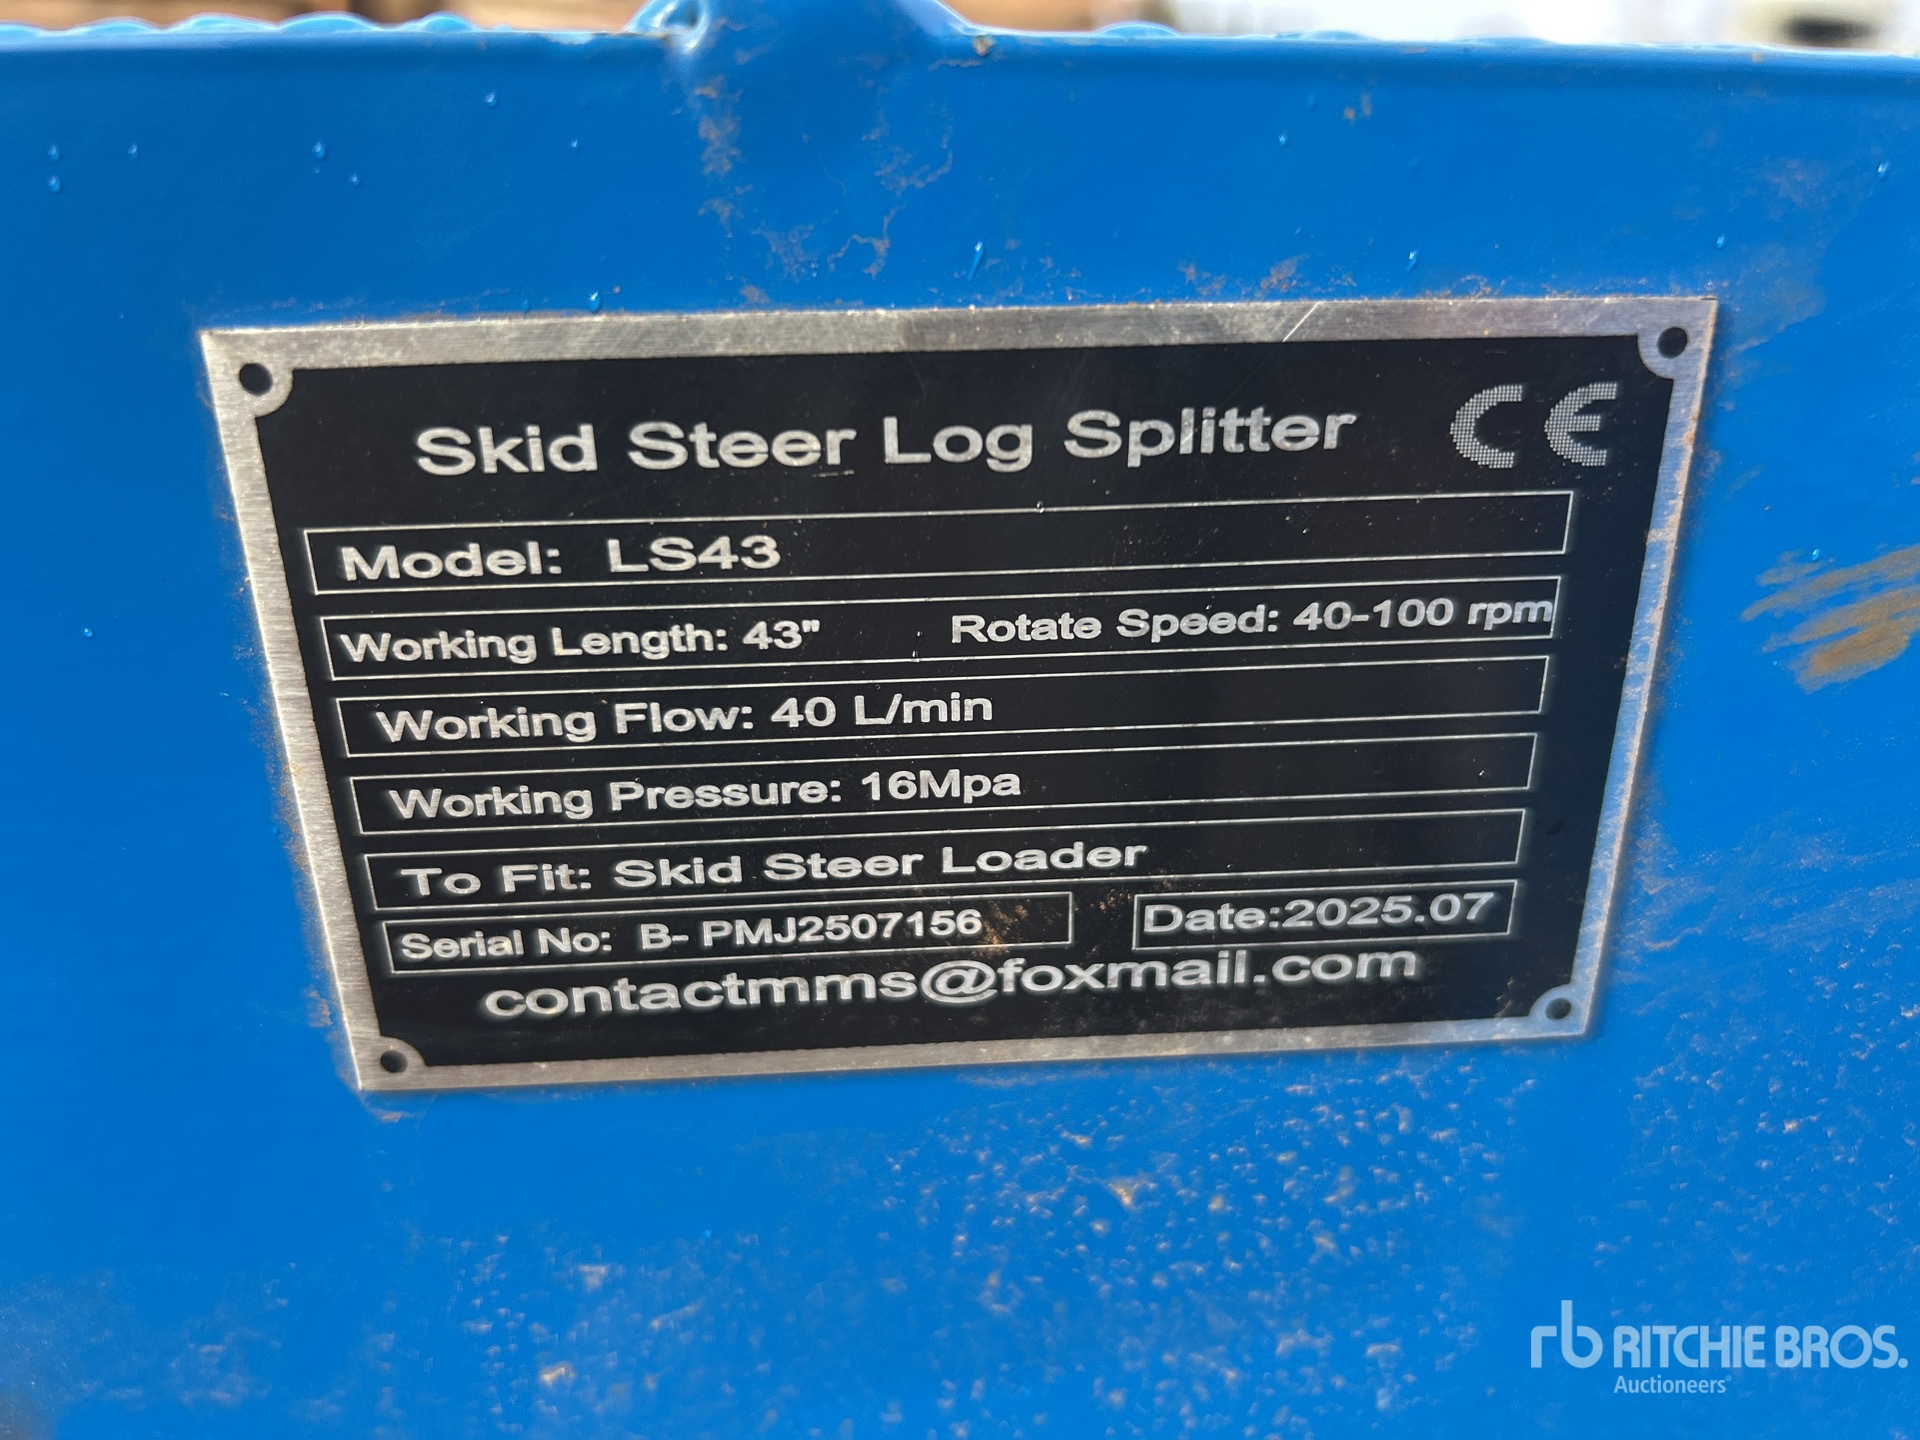 Skid Steer Log Splitter CE
Model: LS43
Working Length: 43" Rotate Speed: 40-100 rpm
Working Flow: 40 L/min
Working Pressure: 16Mpa
To Fit: Skid Steer Loader
Serial No: B- PMJ2507156 Date:2025.07
contactmms@foxmail.com
rb RITCHIE BROS.
Auctioneers